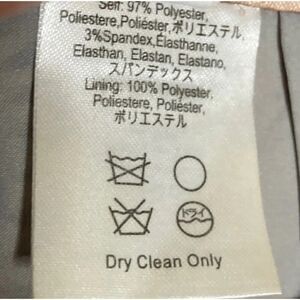 Self: 97% Polyester,
Poliestere,Poliéster,ポリエステル
3%Spandex,Élasthanne,
Elasthan, Elastan, Elastano,
スパンデックス
Lining: 100% Polyester,
Poliestere, Poliéster,
ポリエステル
ドライ
Dry Clean Only